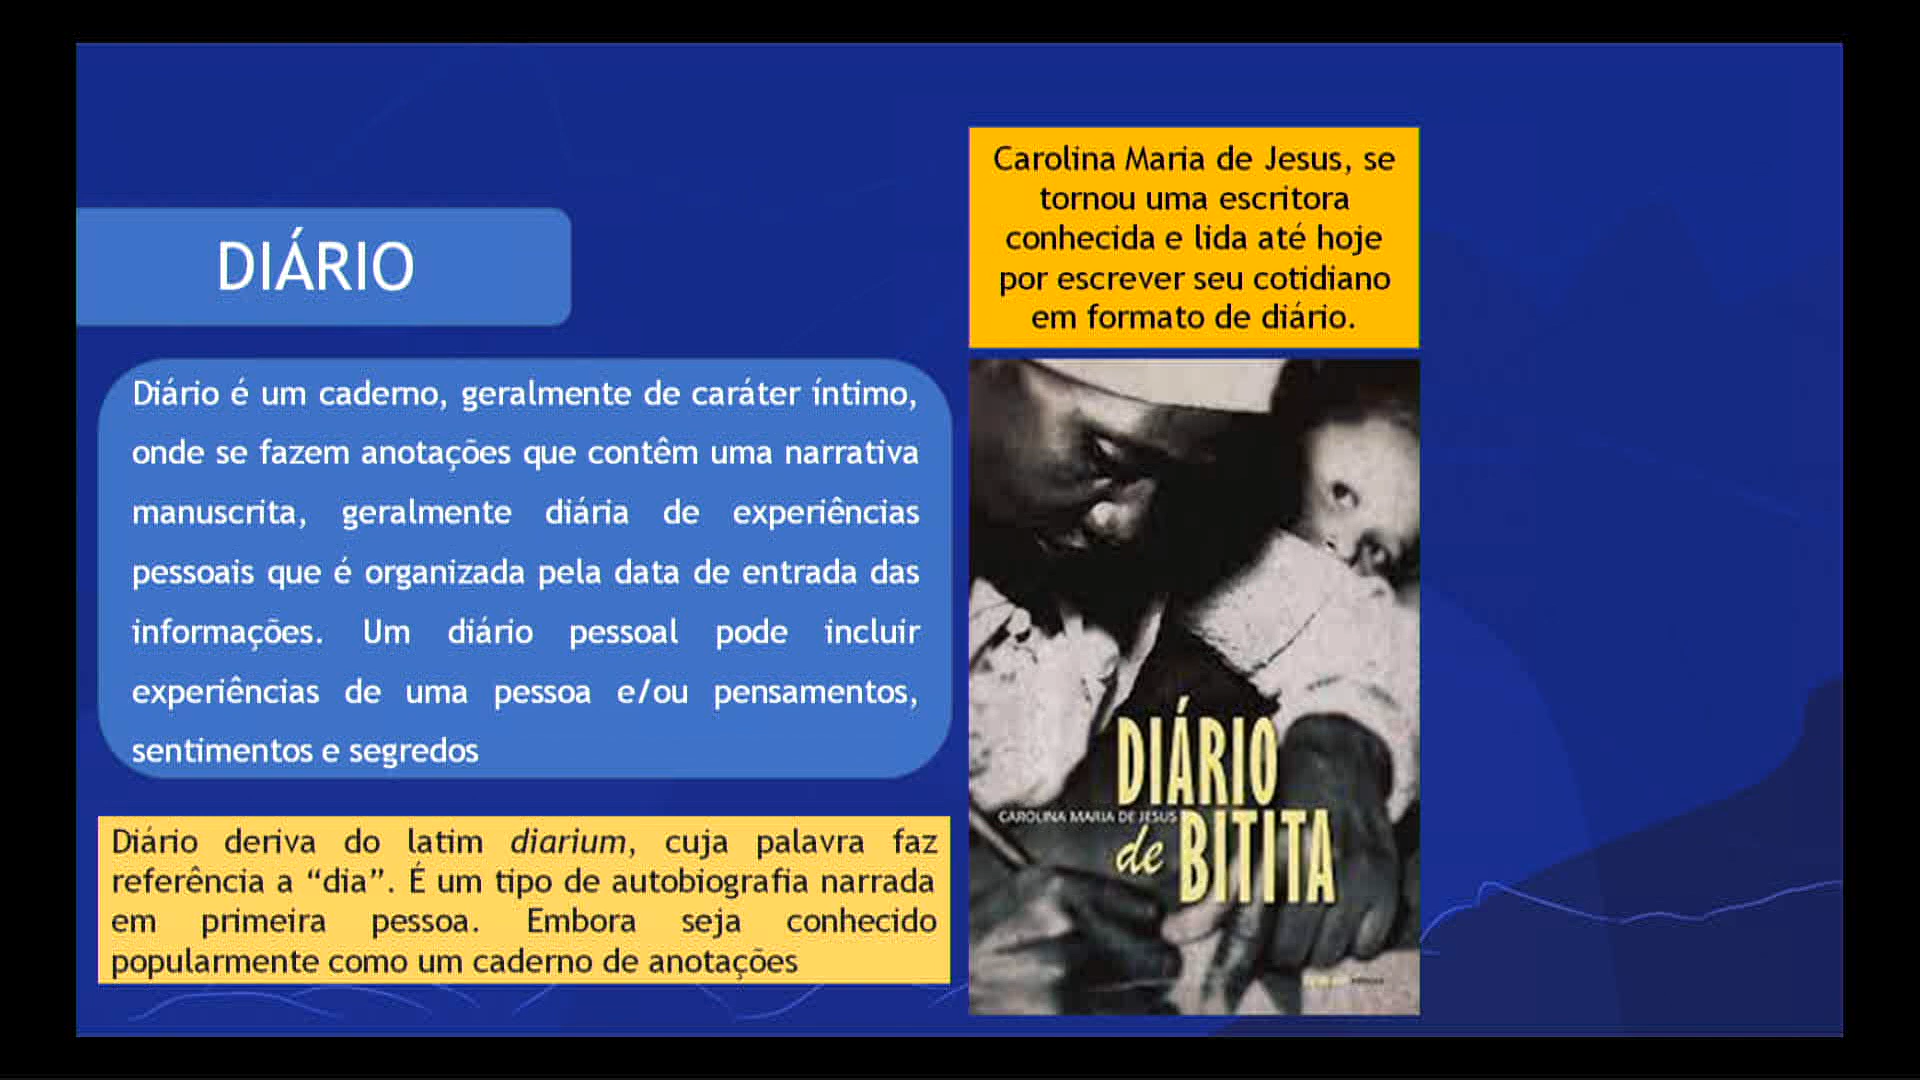 DIÁRIO
Diário é um caderno, geralmente de caráter íntimo,
onde se fazem anotações que contêm uma narrativa
manuscrita, geralmente diária de experiências
pessoais que é organizada pela data de entrada das
informações. Um diário pessoal pode incluir
experiências de uma pessoa e/ou pensamentos,
sentimentos e segredos
Diário deriva do latim diarium, cuja palavra faz
referência a “dia”. É um tipo de autobiografia narrada
em primeira pessoa. Embora seja conhecido
popularmente como um caderno de anotações
Carolina Maria de Jesus, se
tornou uma escritora
conhecida e lida até hoje
por escrever seu cotidiano
em formato de diário.
DIÁRIO
CAROLINA MARIA DE JESUS
de BITITA